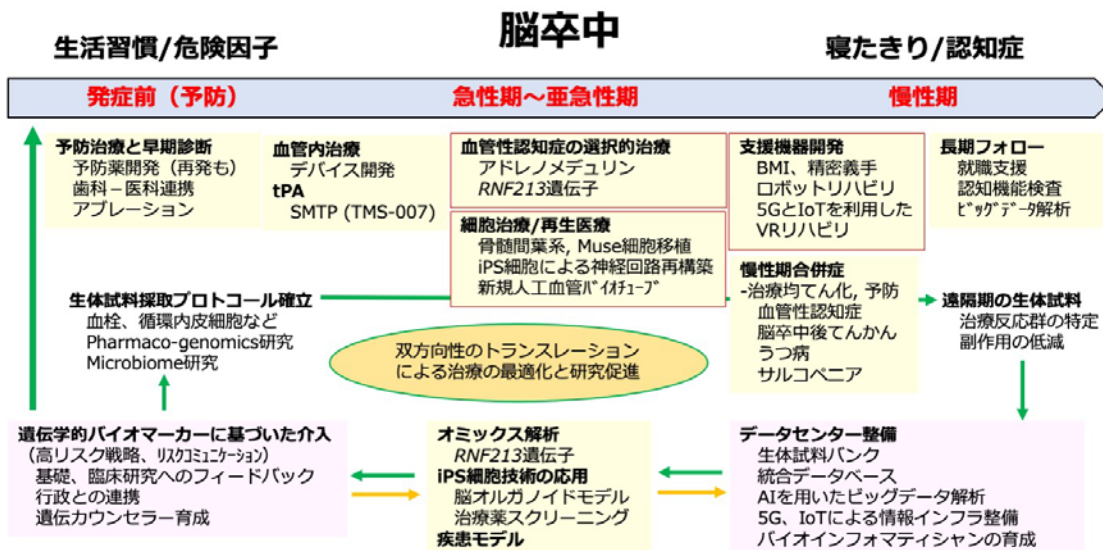 脳卒中
生活習慣/危険因子
寝たきり/認知症
発症前（予防）
急性期～亜急性期
慢性期
予防治療と早期診断
予防薬開発（再発も）
歯科－医科連携
アブレーション
血管内治療
デバイス開発
tPA
SMTP (TMS-007)
血管性認知症の選択的治療
アドレノメデュリン
RNF213遺伝子
細胞治療/再生医療
骨髄間葉系, Muse細胞移植
iPS細胞による神経回路再構築
新規人工血管ﾊﾞｲｵﾁｭｰﾌﾞ
支援機器開発
BMI、精密義手
ロボットリハビリ
5GとIoTを利用した
VRリハビリ
長期フォロー
就職支援
認知機能検査
ﾋﾞｯｸﾞﾃﾞｰﾀ解析
慢性期合併症
-治療均てん化, 予防
血管性認知症
脳卒中後てんかん
うつ病
サルコペニア
生体試料採取プロトコール確立
血栓、循環内皮細胞など
Pharmaco-genomics研究
Microbiome研究
遠隔期の生体試料
治療反応群の特定
副作用の低減
双方向性のトランスレーション
による治療の最適化と研究促進
遺伝学的バイオマーカーに基づいた介入
（高リスク戦略、ﾘｽｸｺﾐｭﾆｹｰｼｮﾝ）
基礎、臨床研究へのフィードバック
行政との連携
遺伝カウンセラー育成
オミックス解析
RNF213遺伝子
iPS細胞技術の応用
脳オルガノイドモデル
治療薬スクリーニング
疾患モデル
データセンター整備
生体試料バンク
統合データベース
AIを用いたビッグデータ解析
5G、IoTによる情報インフラ整備
バイオインフォマティシャンの育成